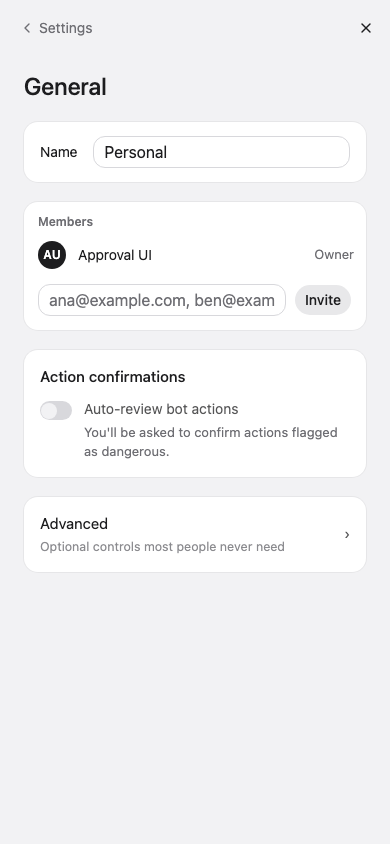 Settings
General
Name
Personal
Members
AU
Approval UI
Owner
ana@example.com, ben@exam
Invite
Action confirmations
Auto-review bot actions
You'll be asked to confirm actions flagged
as dangerous.
Advanced
Optional controls most people never need